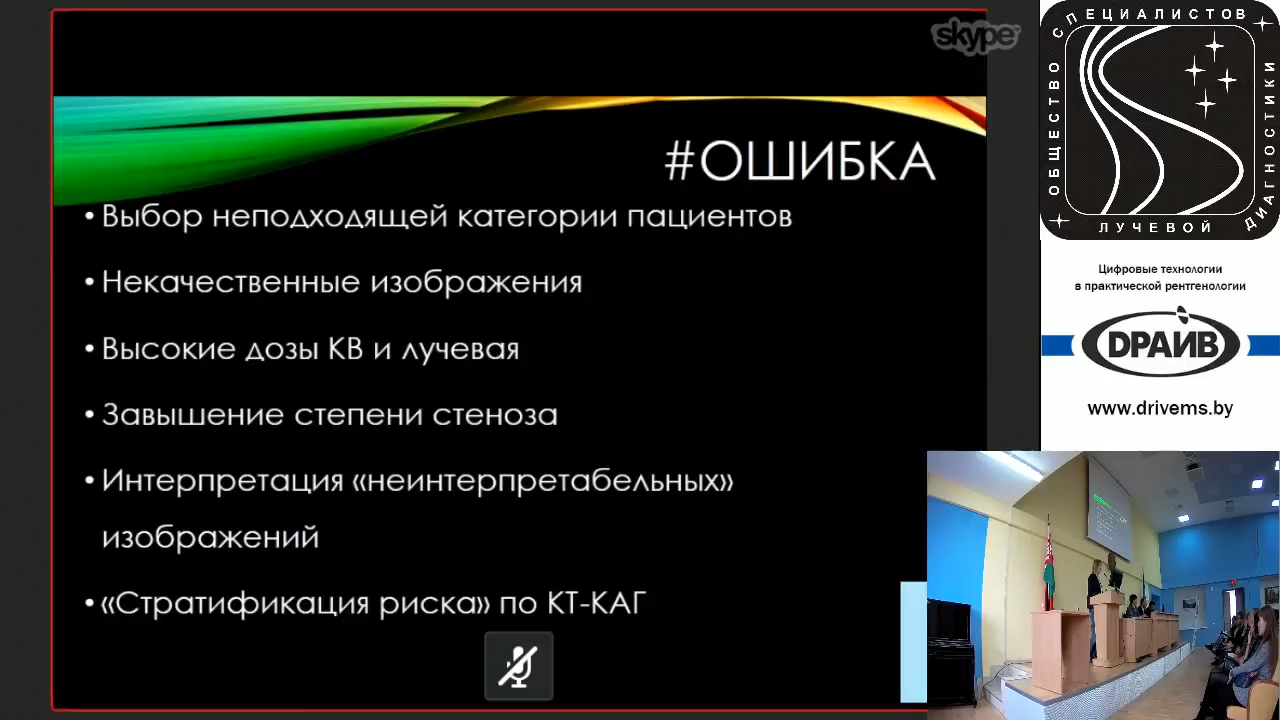 skype
#ОШИБКА
• Выбор неподходящей категории пациентов
• Некачественные изображения
• Высокие дозы КВ и лучевая
• Завышение степени стеноза
• Интерпретация «неинтерпретабельных»
изображений
• «Стратификация риска» по КТ-КАГ
ОБЩЕСТВО СПЕЦИАЛИСТОВ
ЛУЧЕВОЙ ДИАГНОСТИКИ
Цифровые технологии
в практической рентгенологии
DРАЙВ
www.drivems.by